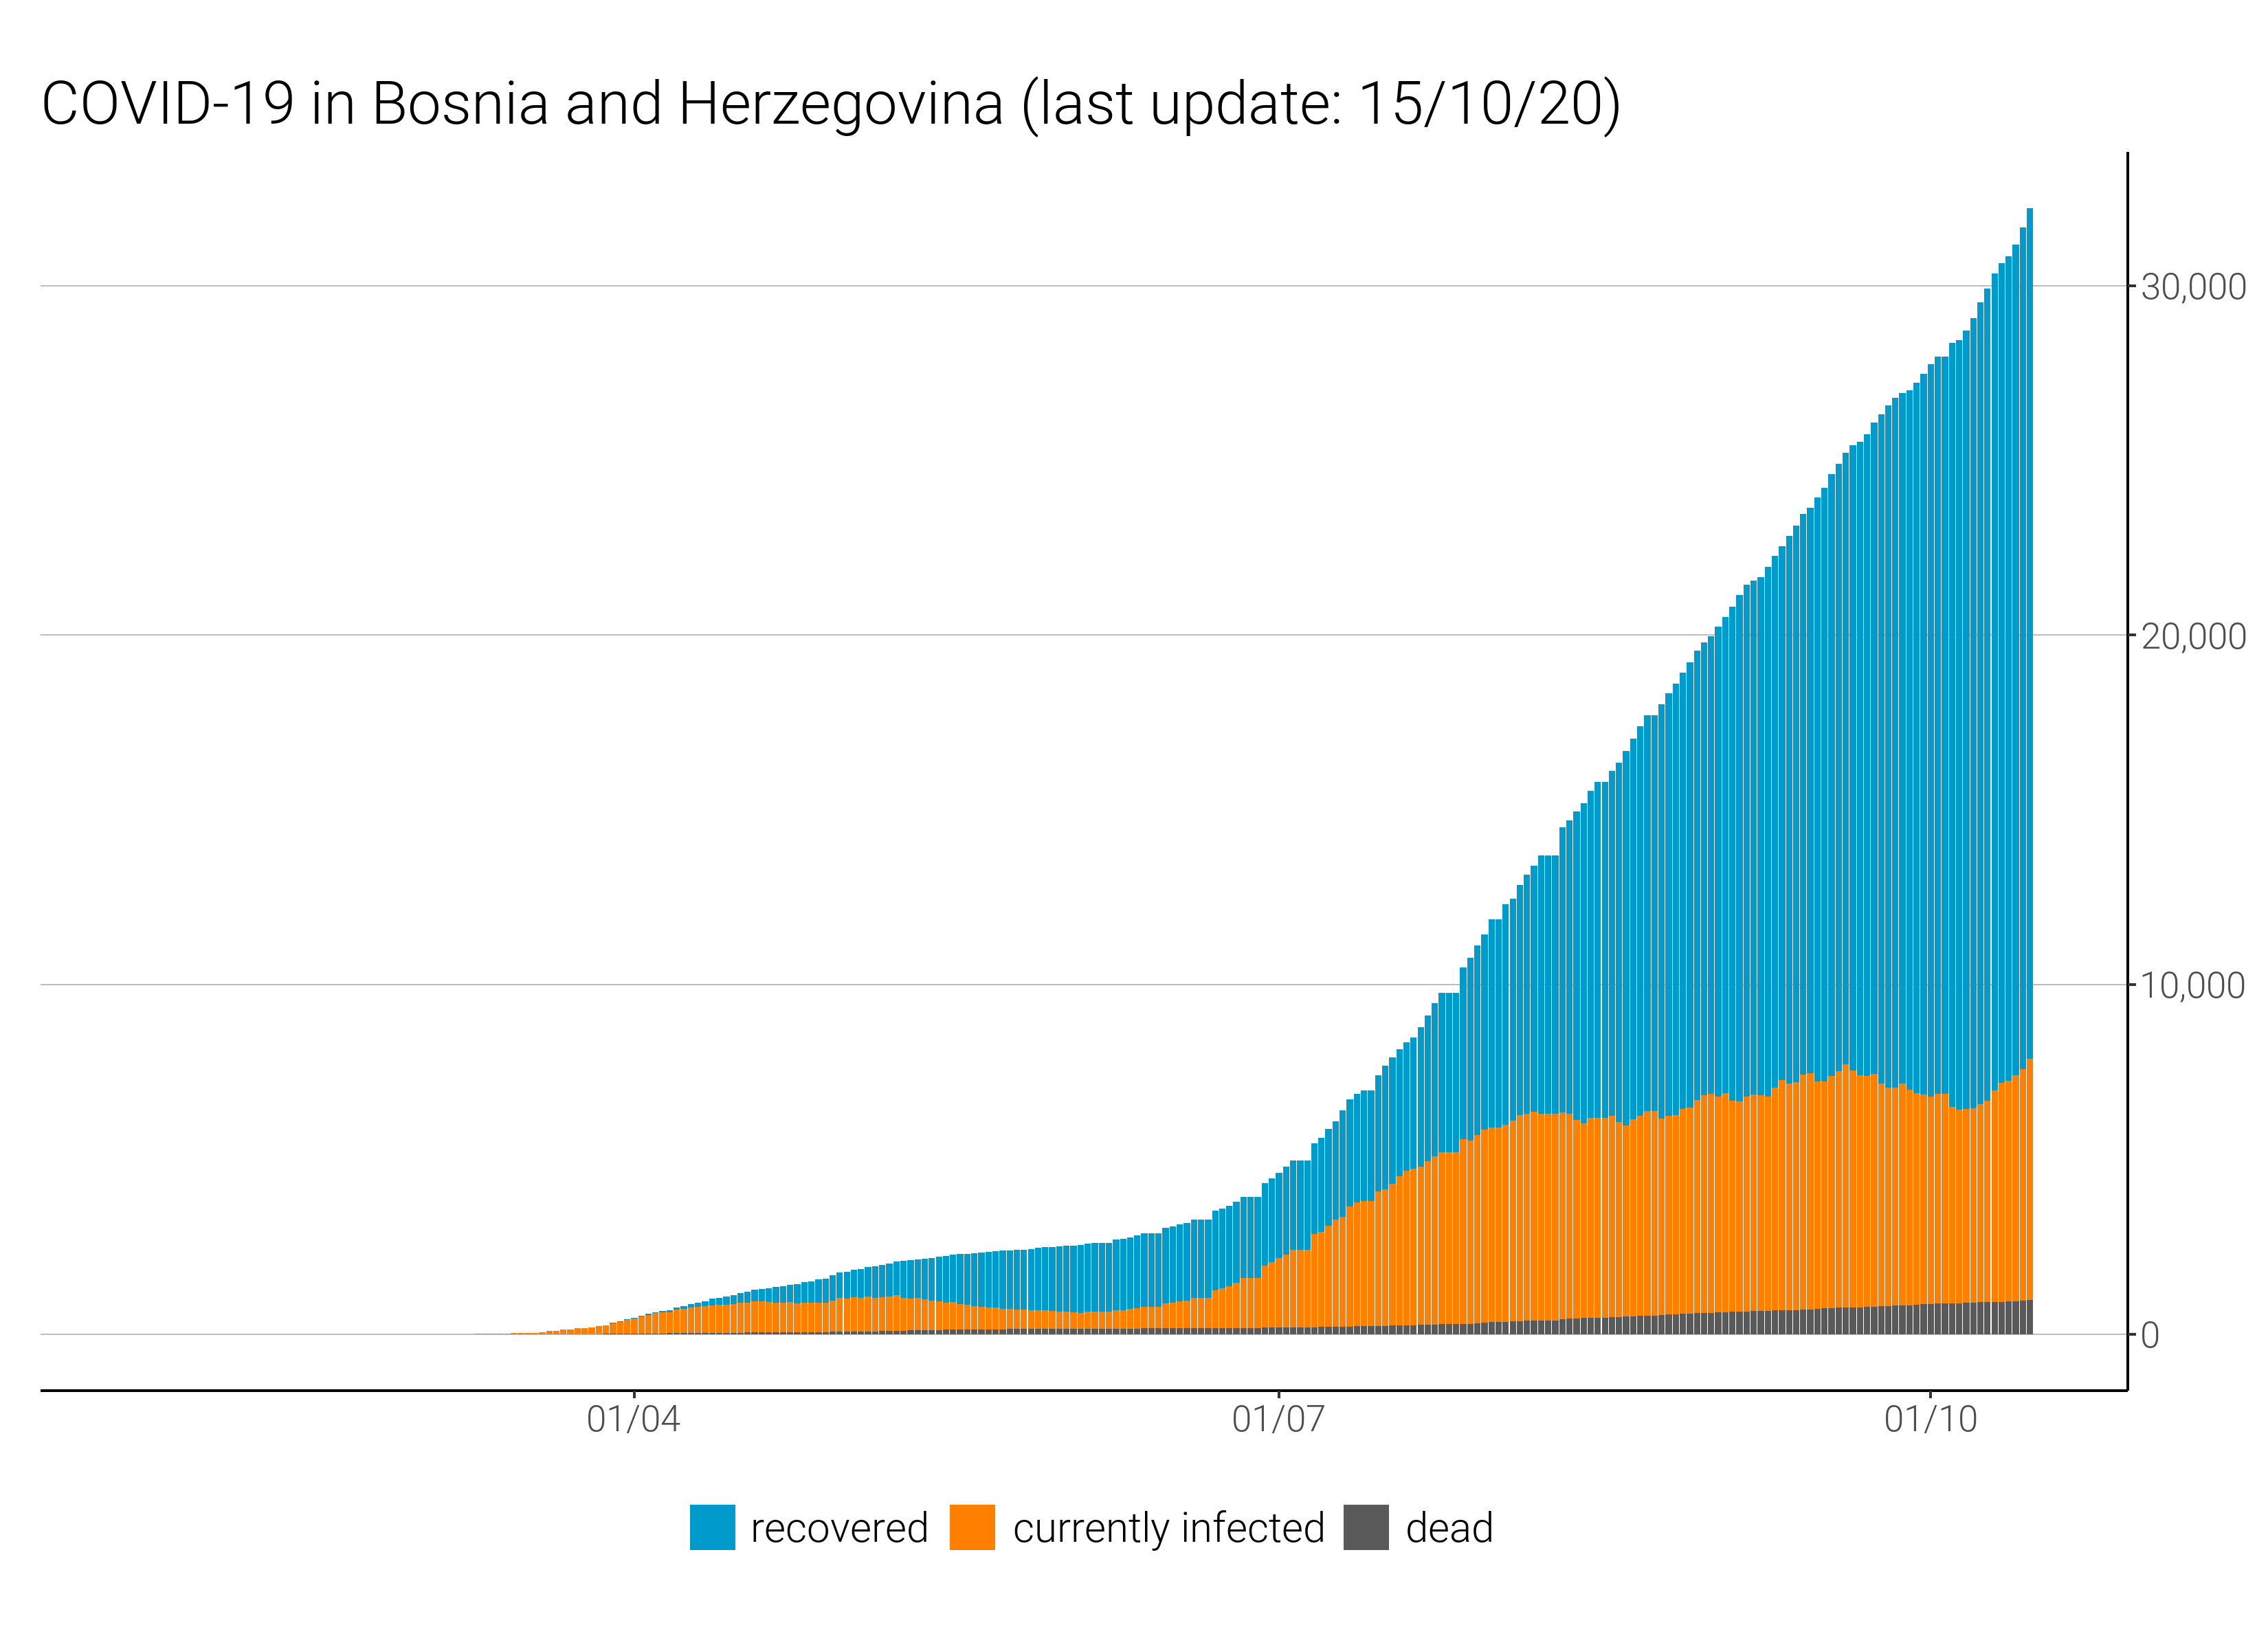 COVID-19 in Bosnia and Herzegovina (last update: 15/10/20)
30,000
20,000
10,000
0
01/04 01/07 01/10
recovered currently infected dead